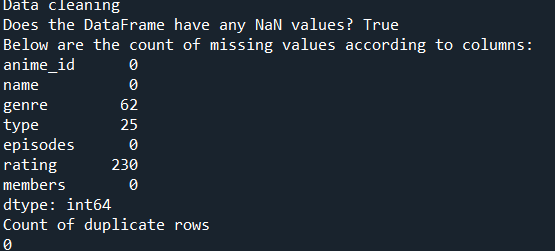 Data cleaning
Does the DataFrame have any NaN values? True
Below are the count of missing values according to columns:
anime_id 0
name 0
genre 62
type 25
episodes 0
rating 230
members 0
dtype: int64
Count of duplicate rows
0